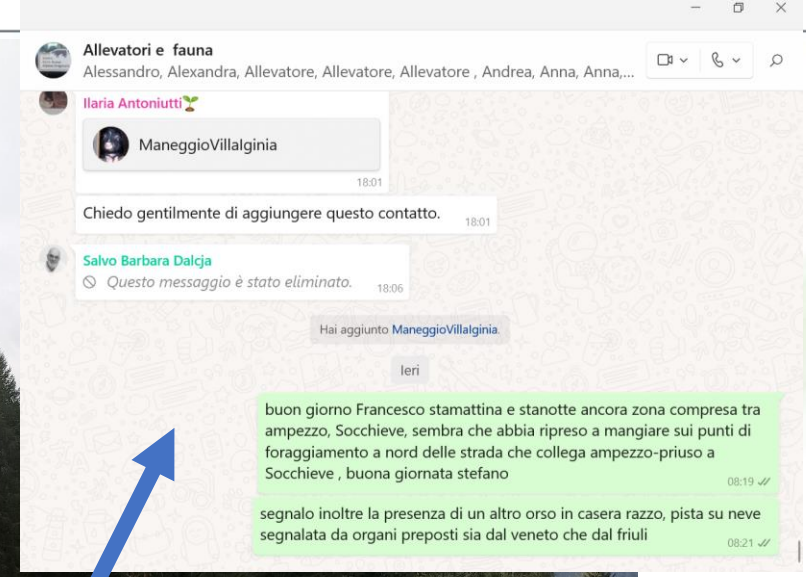 Allevatori e fauna
Alessandro, Alexandra, Allevatore, Allevatore, Allevatore , Andrea, Anna, Anna,...
Ilaria Antoniutti
ManeggioVillaIginia
18:01
Chiedo gentilmente di aggiungere questo contatto.
18:01
Salvo Barbara Dalcja
Questo messaggio è stato eliminato.
18:06
Hai aggiunto ManeggioVillaIginia.
Ieri
buon giorno Francesco stamattina e stanotte ancora zona compresa tra
ampezzo, Socchieve, sembra che abbia ripreso a mangiare sui punti di
foraggiamento a nord delle strada che collega ampezzo-priuso a
Socchieve , buona giornata stefano
08:19
segnalo inoltre la presenza di un altro orso in casera razzo, pista su neve
segnalata da organi preposti sia dal veneto che dal friuli
08:21